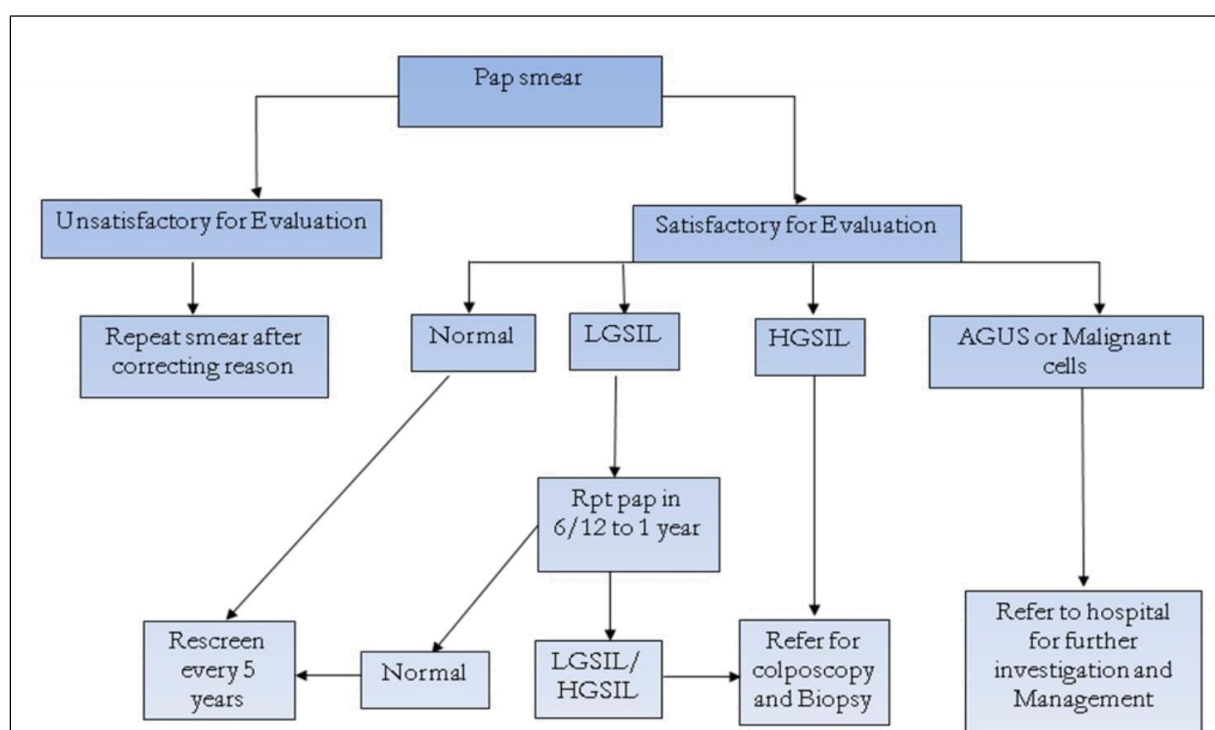 Pap smear
Unsatisfactory for Evaluation
Satisfactory for Evaluation
Repeat smear after
correcting reason
Normal
LGSIL
HGSIL
AGUS or Malignant
cells
Rpt pap in
6/12 to 1 year
Rescreen
every 5
years
Normal
LGSIL/
HGSIL
Refer for
colposcopy
and Biopsy
Refer to hospital
for further
investigation and
Management